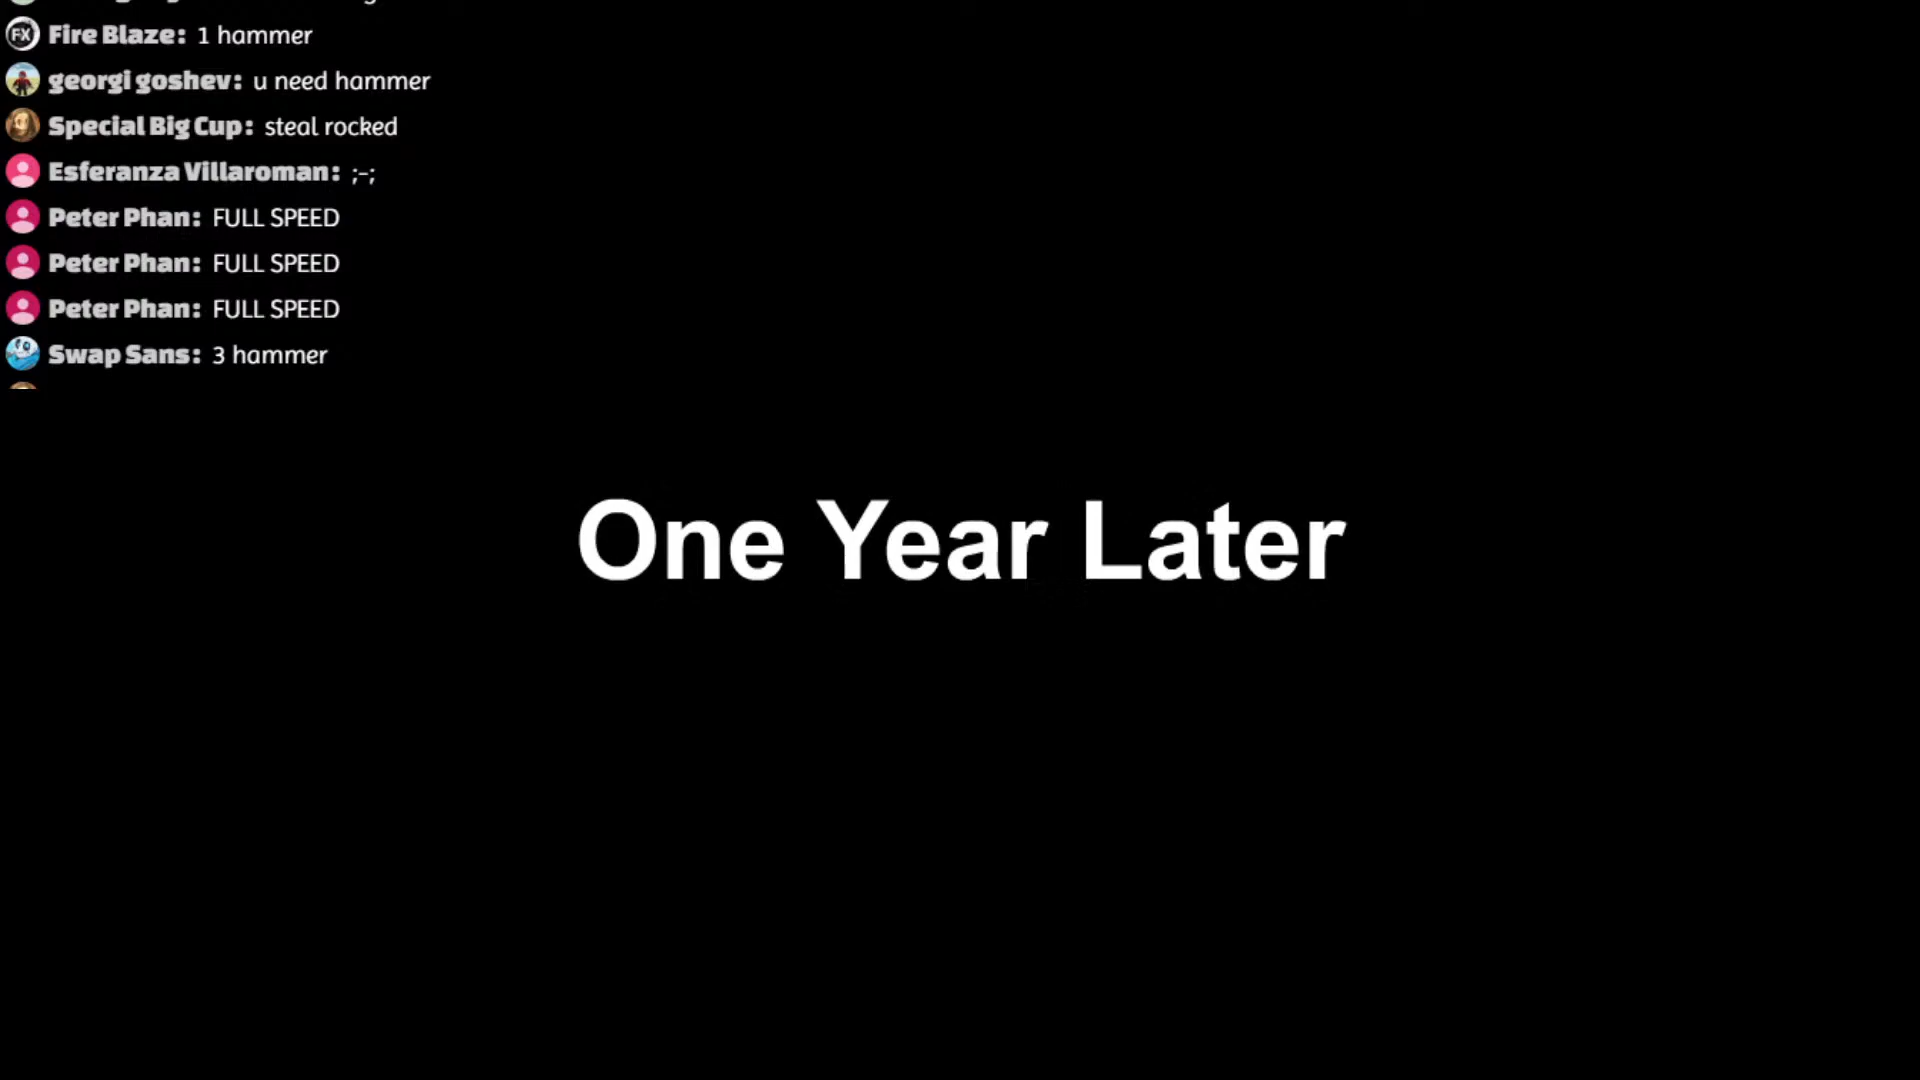 Fire Blaze: 1 hammer
georgi goshev: u need hammer
Special Big Cup: steal rocked
Esferanza Villaroman: ;-;
Peter Phan: FULL SPEED
Peter Phan: FULL SPEED
Peter Phan: FULL SPEED
Swap Sans: 3 hammer
One Year Later